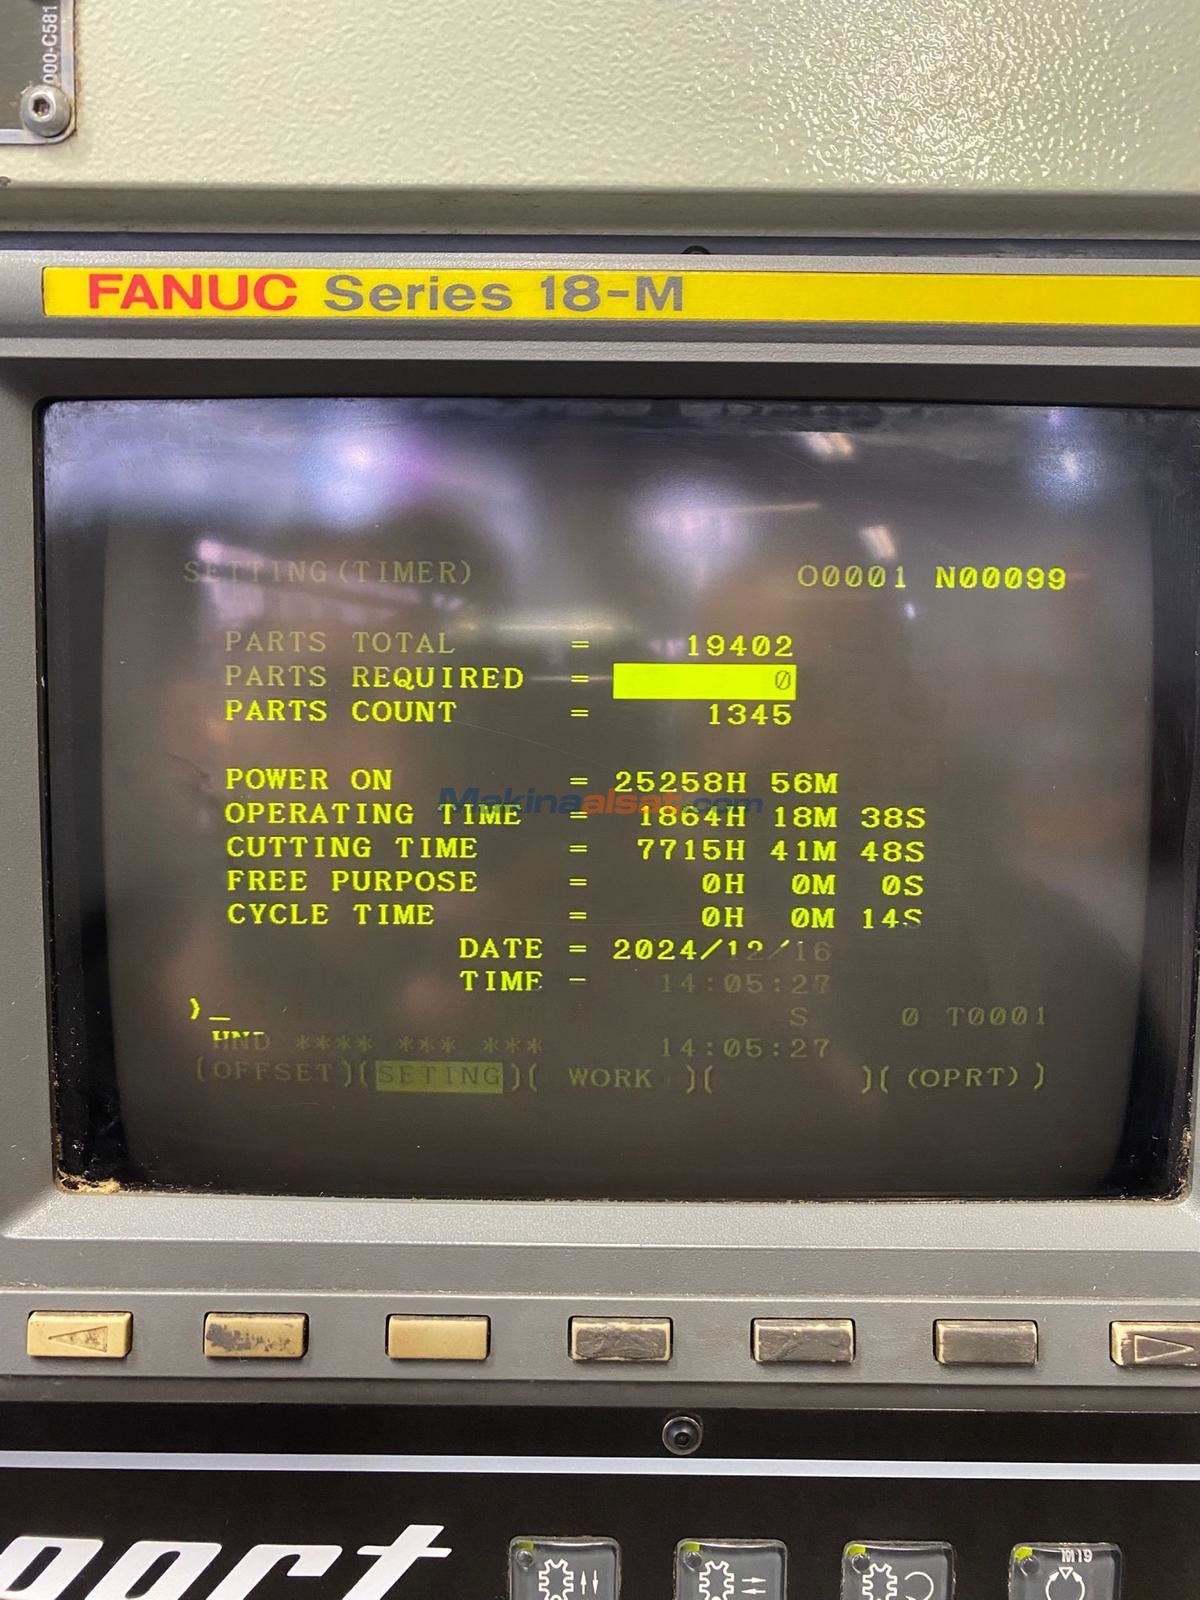 000-C581
FANUC Series 18-M
SETTING(TIMER) O0001 N00099
PARTS TOTAL = 19402
PARTS REQUIRED = 0
PARTS COUNT = 1345
POWER ON = 25258H 56M
Makinaalsat.com
OPERATING TIME = 1864H 18M 38S
CUTTING TIME = 7715H 41M 48S
FREE PURPOSE = 0H 0M 0S
CYCLE TIME = 0H 0M 14S
DATE = 2024/12/16
TIME = 14:05:27
)_
S 0 T0001
HND **** *** *** 14:05:27
(OFFSET)(SETING)( WORK )( )( (OPRT) )
port
M19